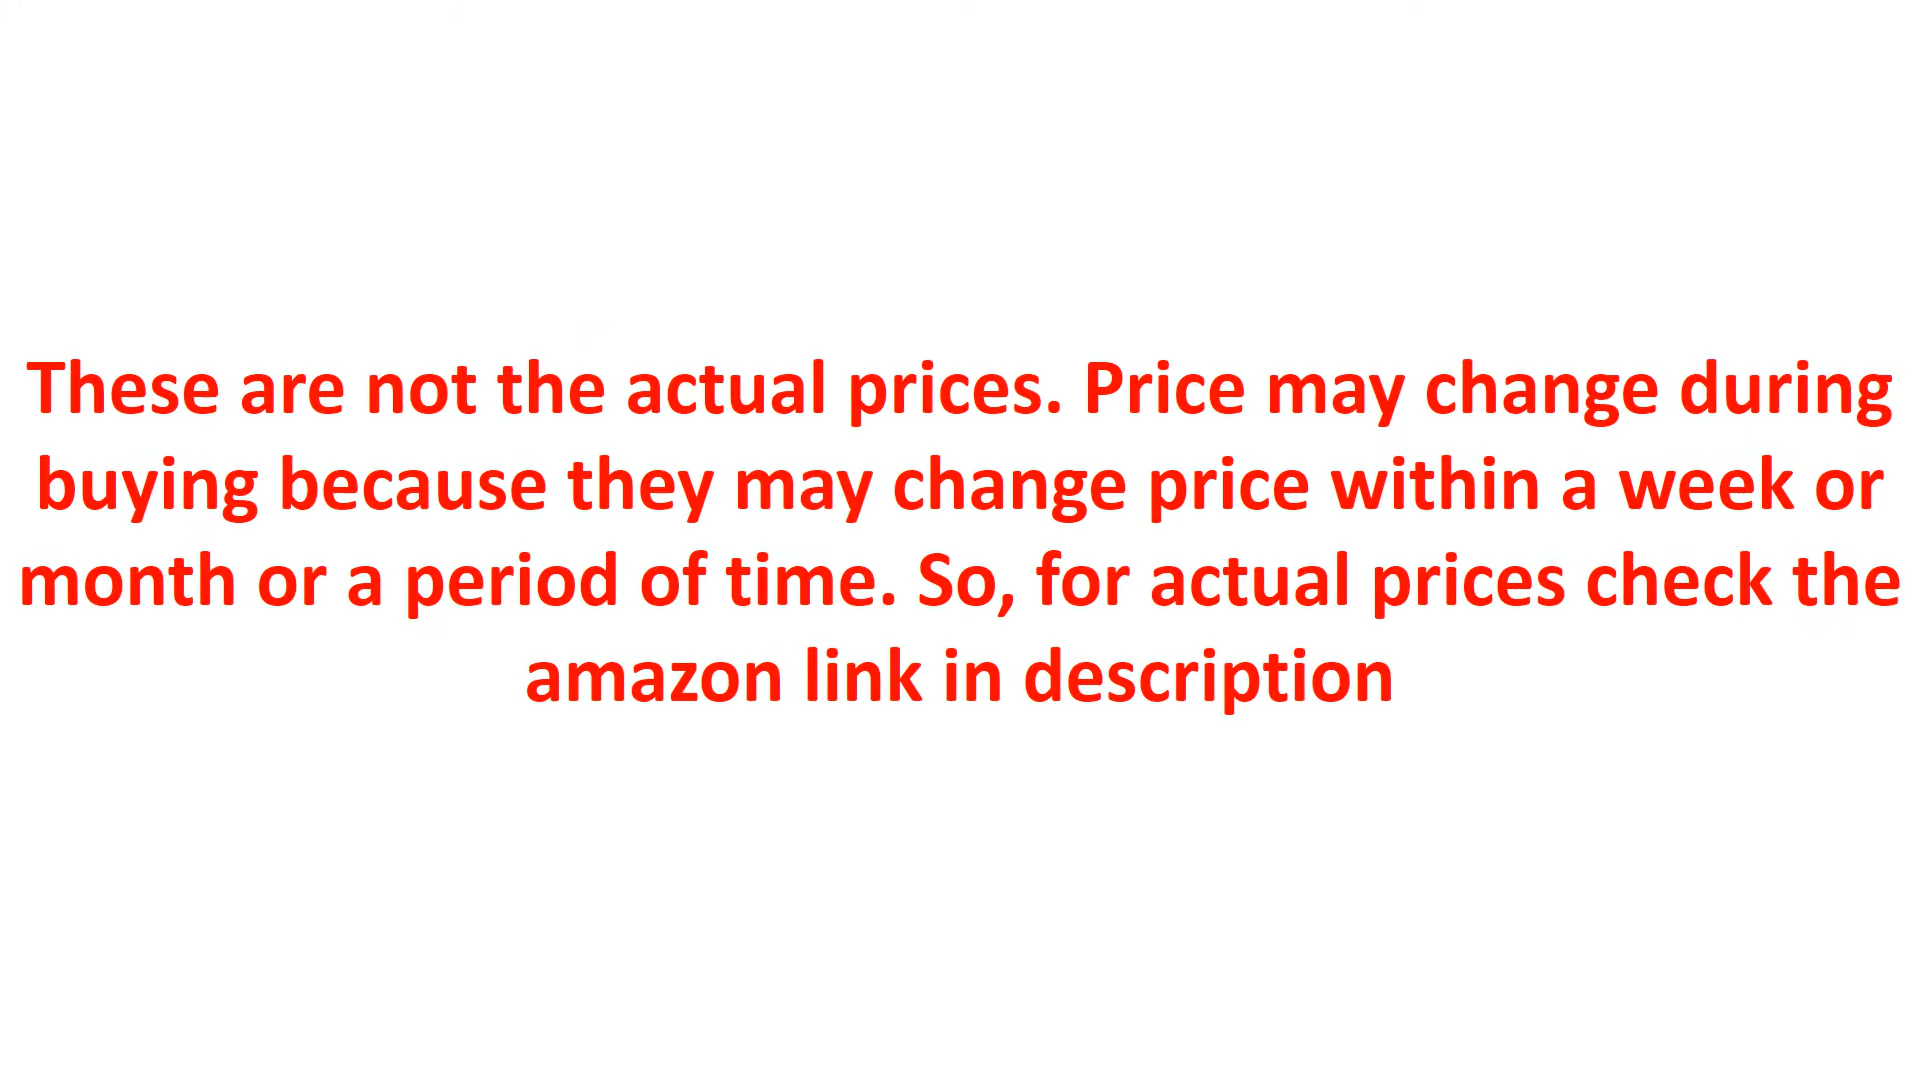 These are not the actual prices. Price may change during
buying because they may change price within a week or
month or a period of time. So, for actual prices check the
amazon link in description